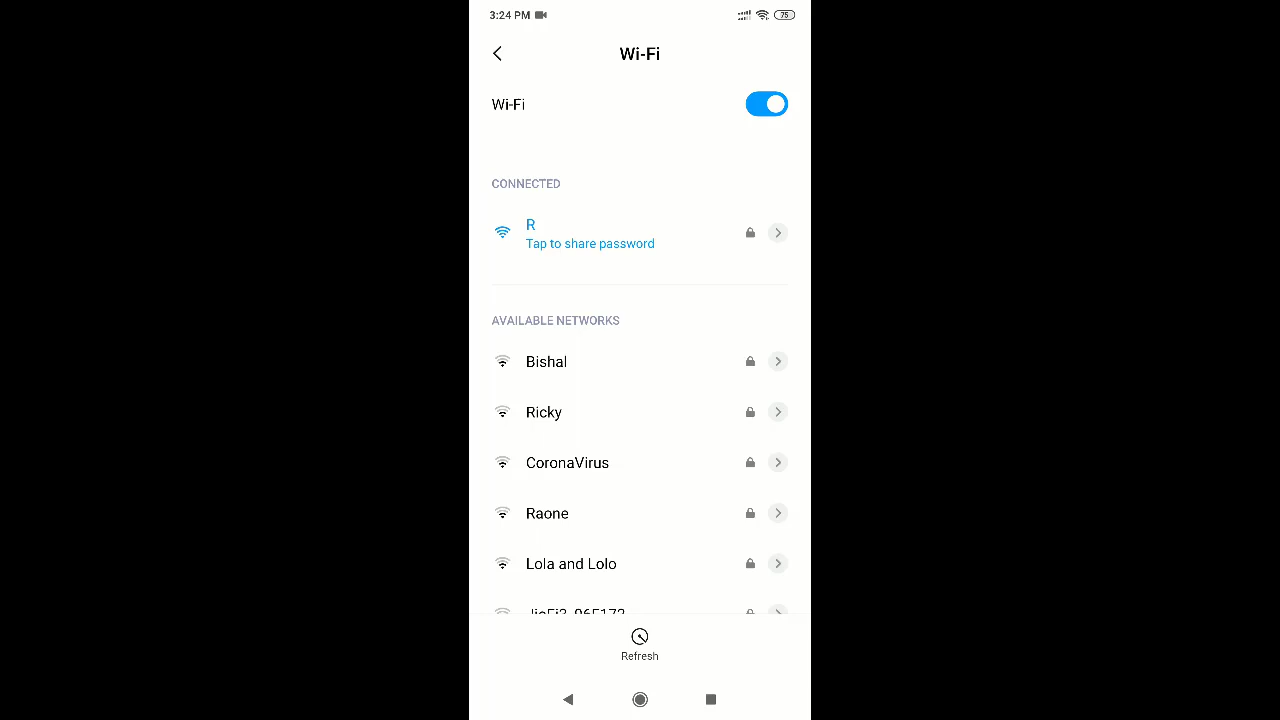 3:24 PM
75
Wi-Fi
Wi-Fi
CONNECTED
R
Tap to share password
AVAILABLE NETWORKS
Bishal
Ricky
CoronaVirus
Raone
Lola and Lolo
Refresh